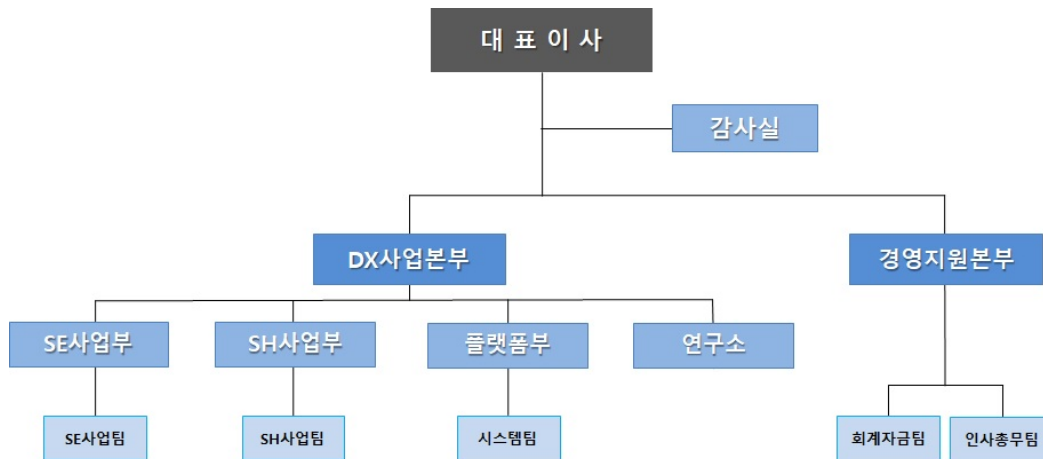 대 표 이 사
감사실
DX사업본부
경영지원본부
SE사업부
SH사업부
플랫폼부
연구소
SE사업팀
SH사업팀
시스템팀
회계자금팀
인사총무팀